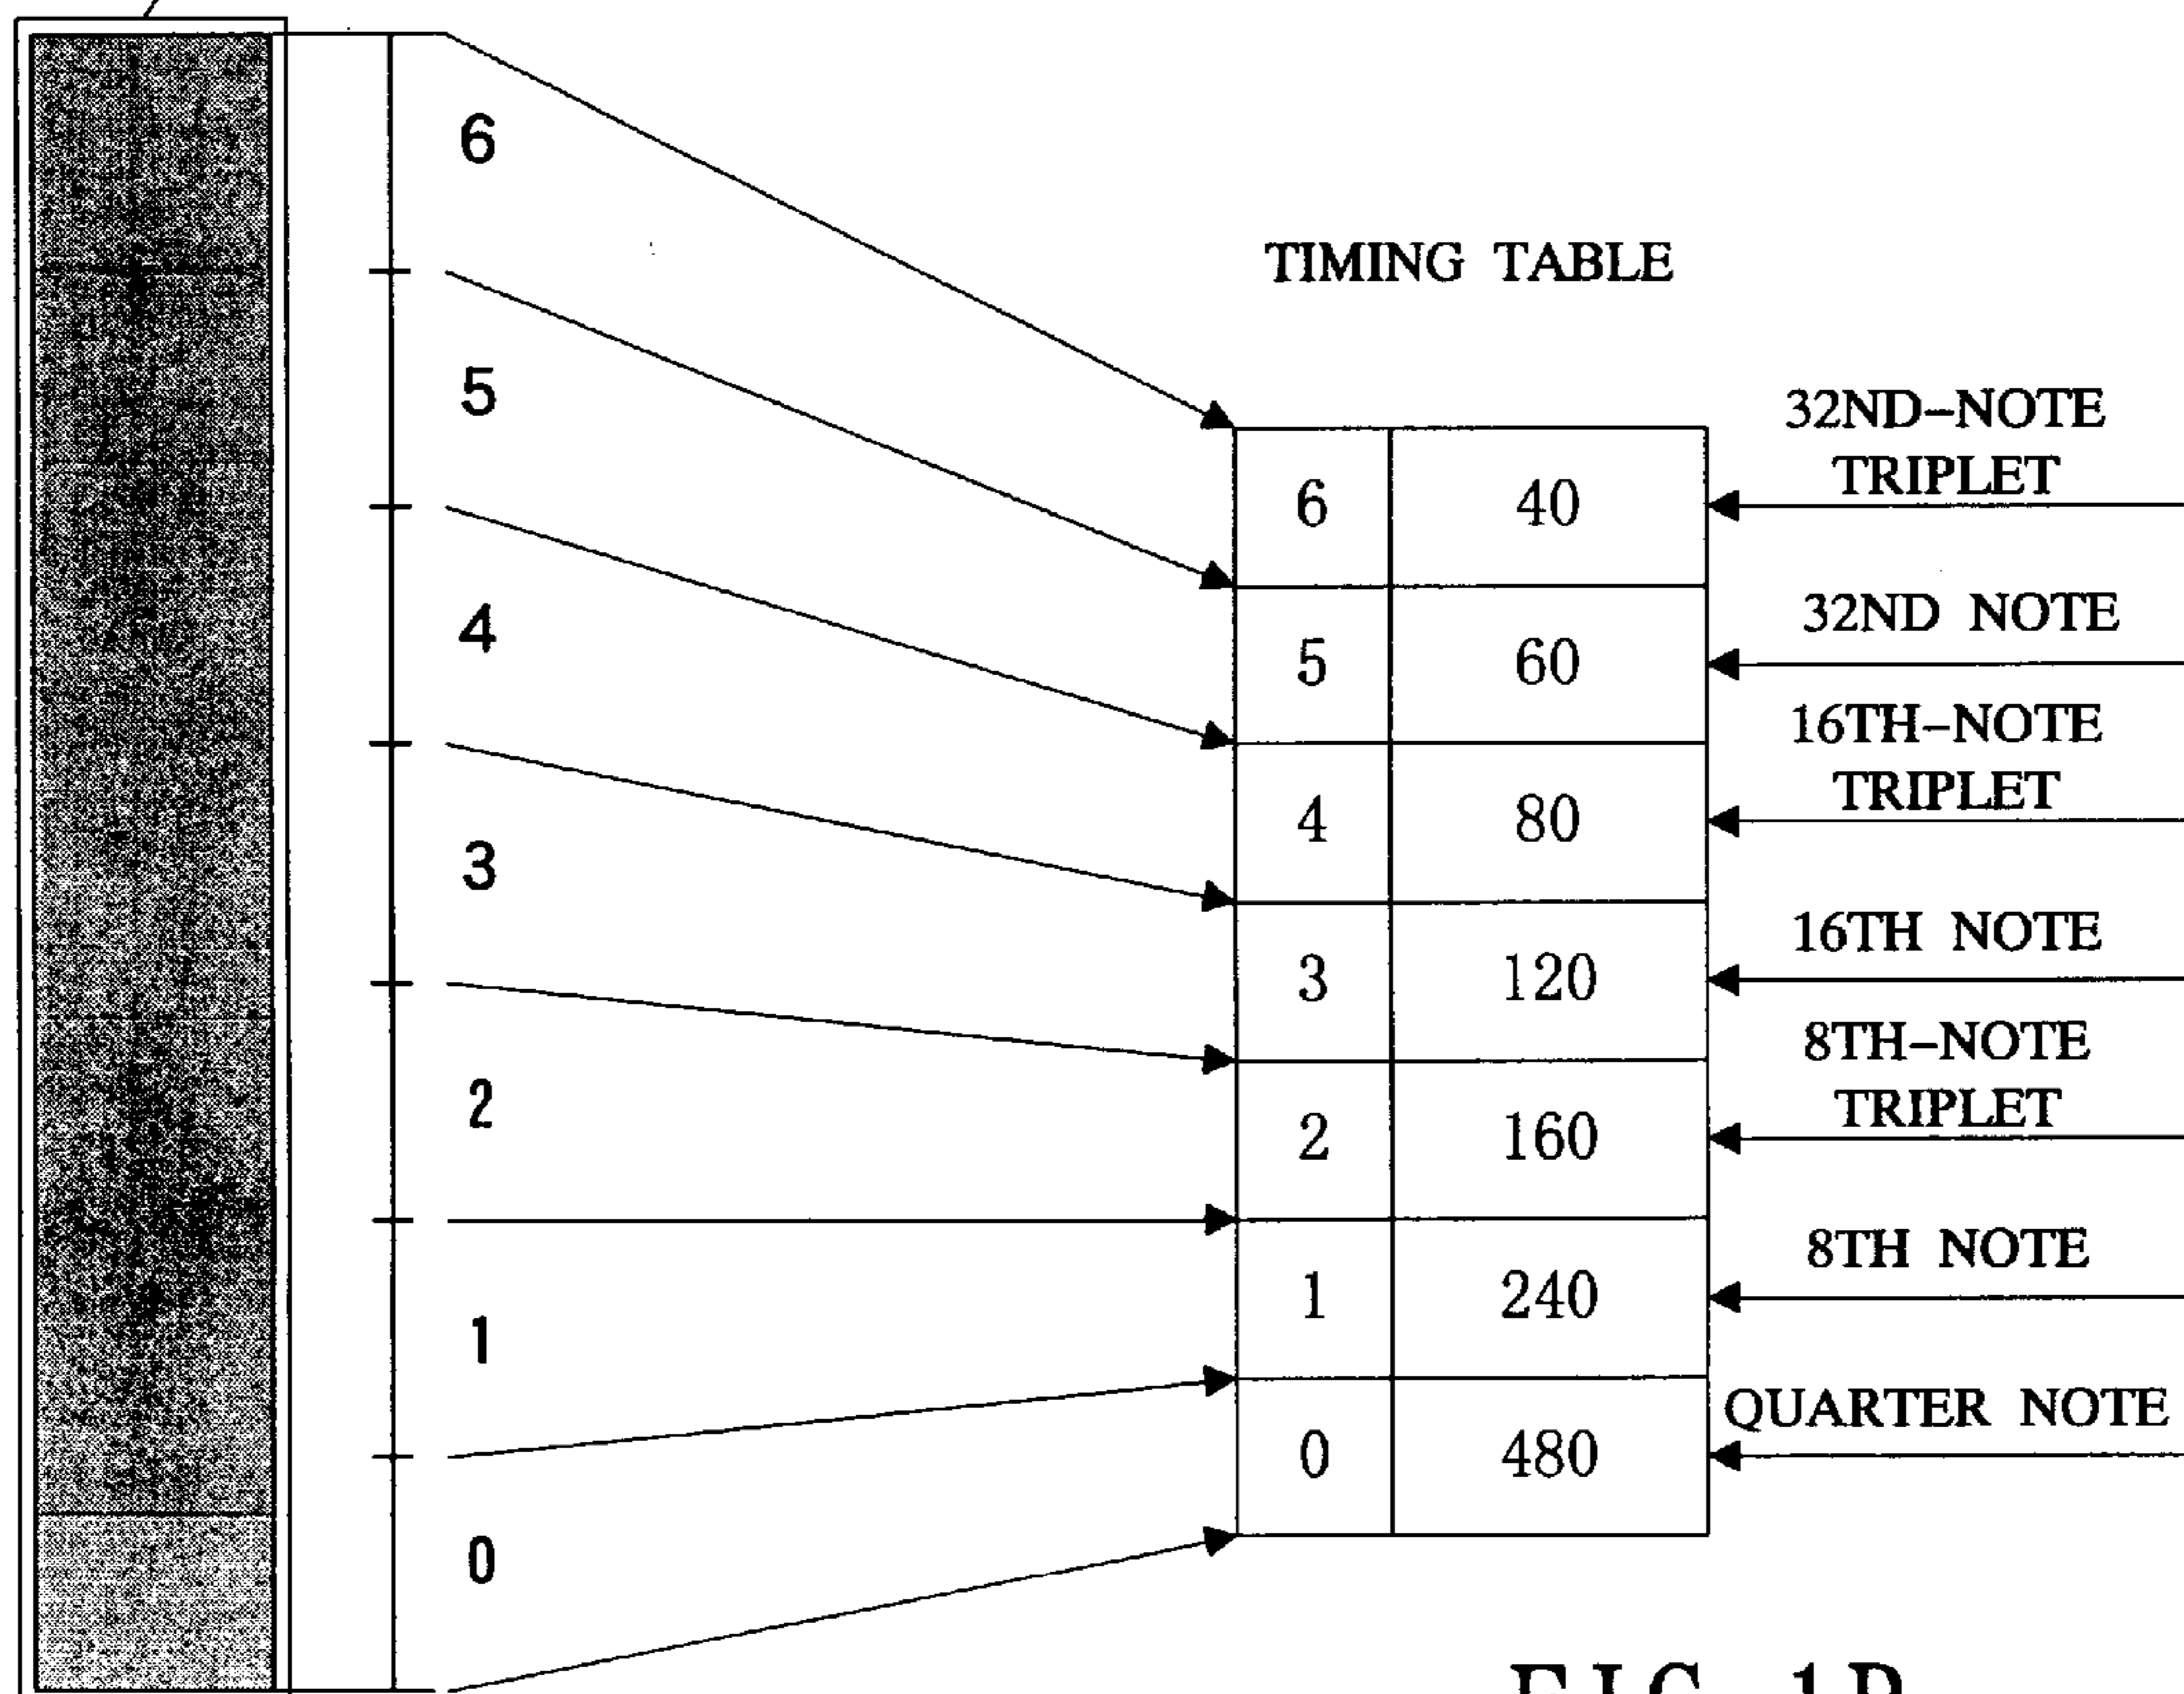 TIMING TABLE
6
5
4
3
2
1
0
6 40
5 60
4 80
3 120
2 160
1 240
0 480
32ND-NOTE
TRIPLET
32ND NOTE
16TH-NOTE
TRIPLET
16TH NOTE
8TH-NOTE
TRIPLET
8TH NOTE
QUARTER NOTE